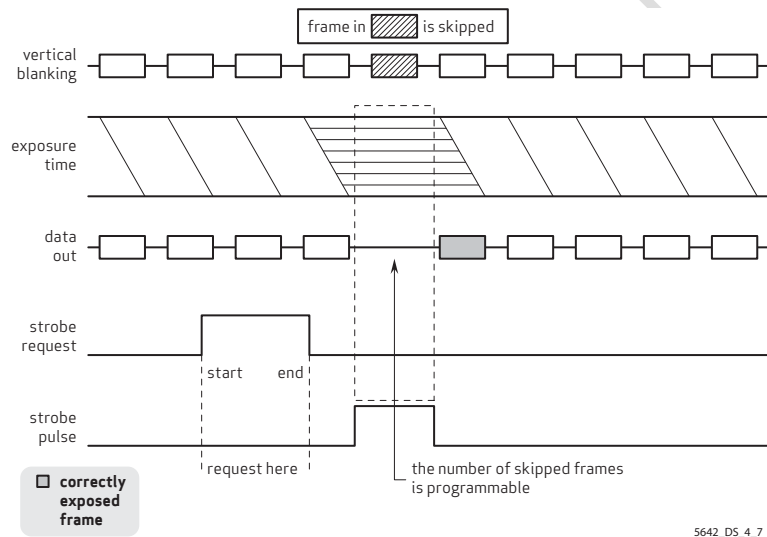 frame in is skipped
vertical
blanking
exposure
time
data
out
strobe
request
start end
strobe
pulse
request here
the number of skipped frames
is programmable
correctly
exposed
frame
5642_DS_4_7